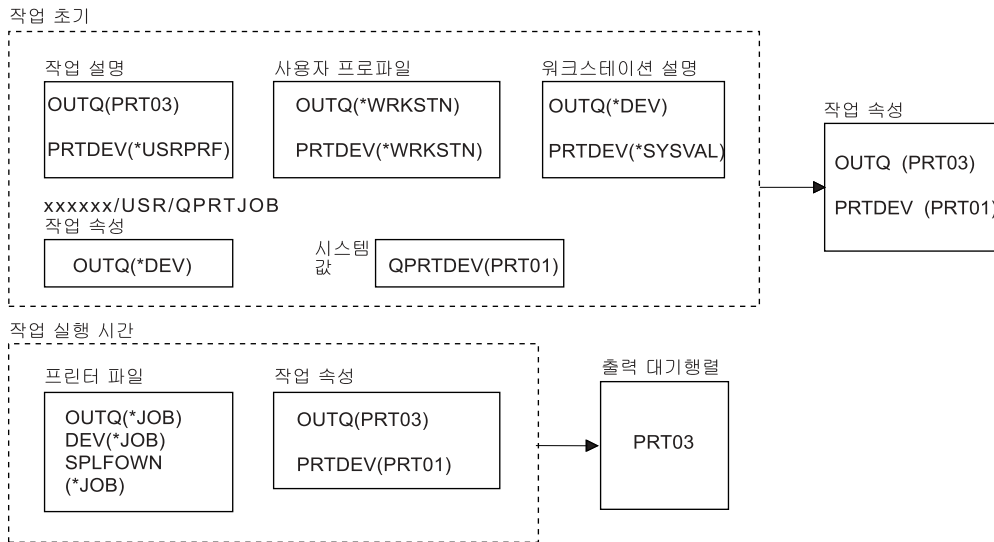 작업 초기
작업 설명
OUTQ(PRT03)
PRTDEV(*USRPRF)
사용자 프로파일
OUTQ(*WRKSTN)
PRTDEV(*WRKSTN)
워크스테이션 설명
OUTQ(*DEV)
PRTDEV(*SYSVAL)
작업 속성
OUTQ (PRT03)
PRTDEV (PRT01)
xxxxxx/USR/QPRTJOB
작업 속성
OUTQ(*DEV)
시스템
값
QPRTDEV(PRT01)
작업 실행 시간
프린터 파일
OUTQ(*JOB)
DEV(*JOB)
SPLFOWN
(*JOB)
작업 속성
OUTQ(PRT03)
PRTDEV(PRT01)
출력 대기행렬
PRT03